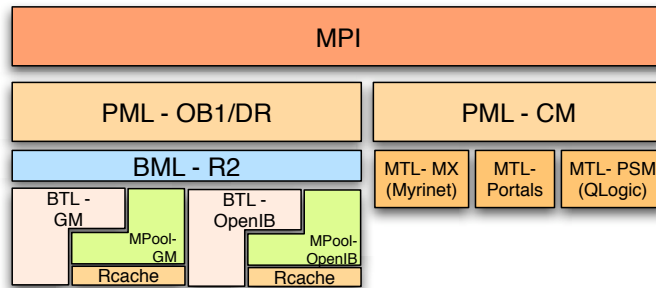 MPI
PML - OB1/DR
PML - CM
BML - R2
MTL- MX
(Myrinet)
MTL-
Portals
MTL- PSM
(QLogic)
BTL -
GM
MPool-
GM
Rcache
BTL -
OpenIB
MPool-
OpenIB
Rcache